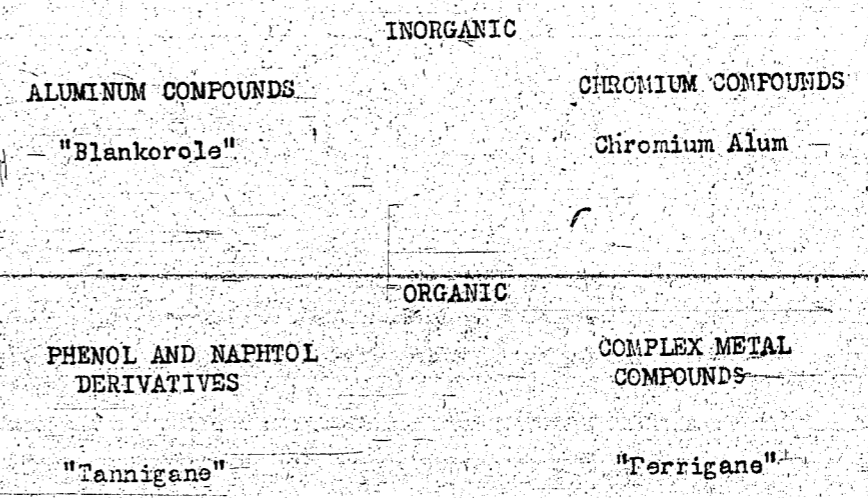 INORGANIC
ALUMINUM COMPOUNDS
CHROMIUM COMPOUNDS
"Blankorole"
Chromium Alum
ORGANIC
PHENOL AND NAPHTOL
DERIVATIVES
COMPLEX METAL
COMPOUNDS
"Tannigane"
"Ferrigane"